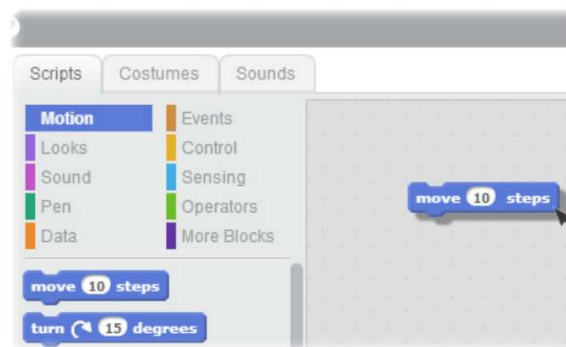 Scripts Costumes Sounds
Motion Events
Looks Control
Sound Sensing
Pen Operators
Data More Blocks
move 10 steps
move 10 steps
turn 15 degrees